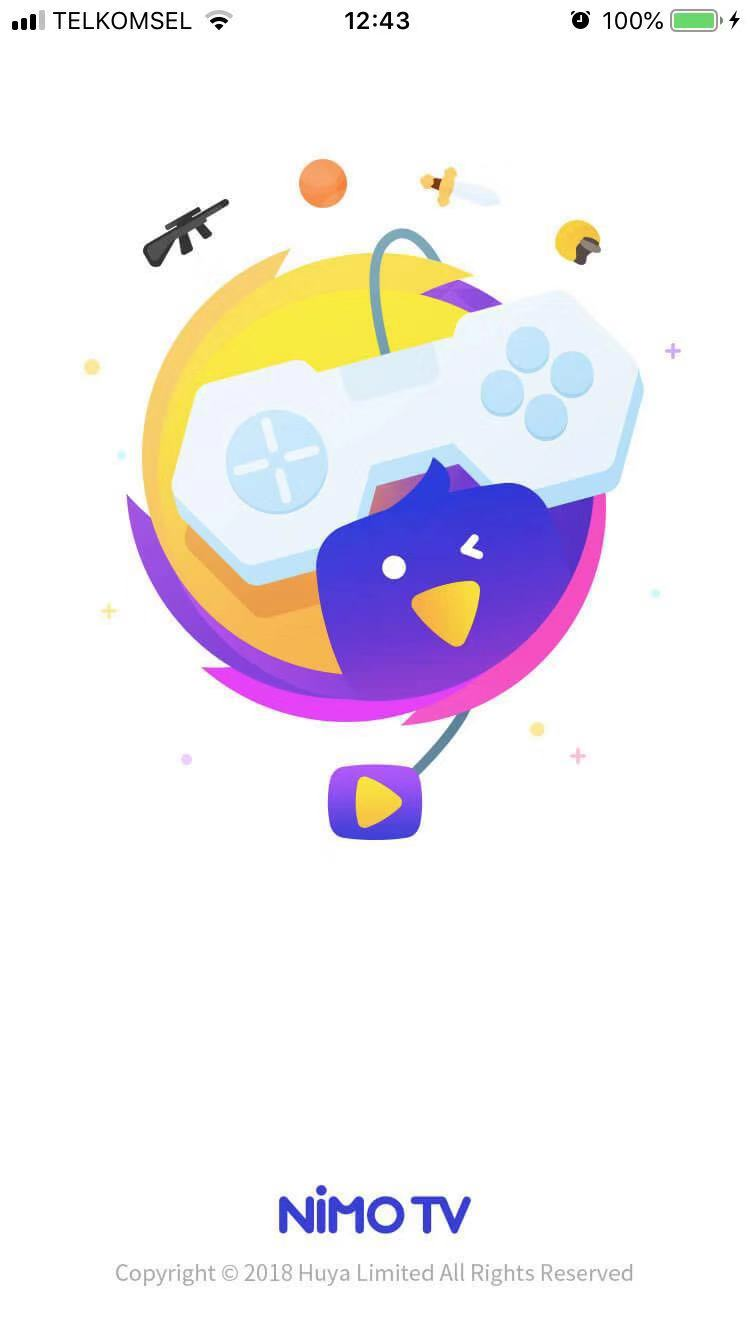 TELKOMSEL 12:43 100%
NiMO TV
Copyright © 2018 Huya Limited All Rights Reserved